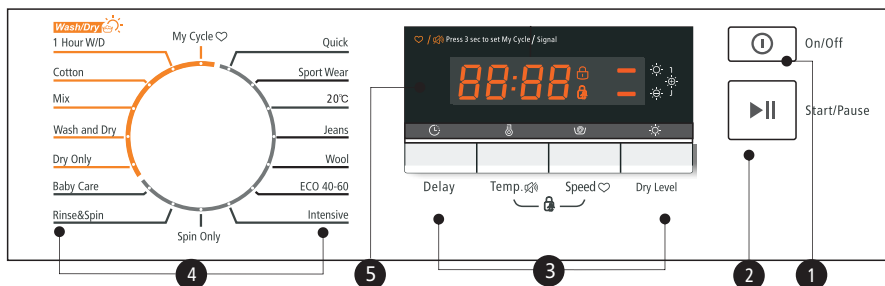 Wash/Dry
1 Hour W/D
Cotton
Mix
Wash and Dry
Dry Only
Baby Care
Rinse&Spin
My Cycle
Quick
Sport Wear
20℃
Jeans
Wool
ECO 40-60
Intensive
Spin Only
4
/ Press 3 sec to set My Cycle / Signal
88:88
5
Delay
Temp.
Speed
Dry Level
3
On/Off
Start/Pause
2
1